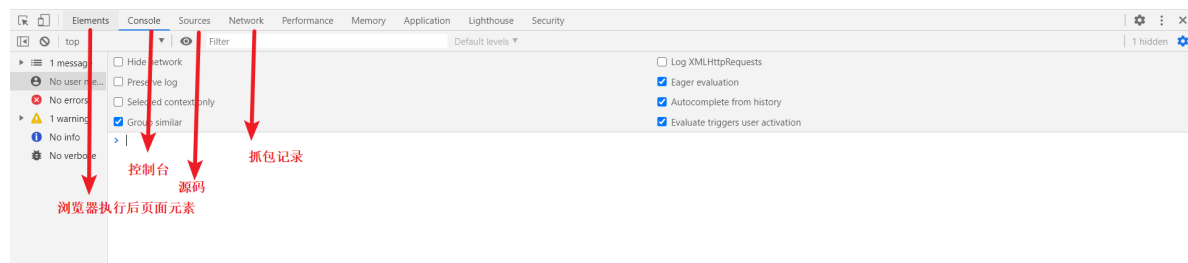 Elements Console Sources Network Performance Memory Application Lighthouse Security
top Filter Default levels 1 hidden
1 message Hide network Log XMLHttpRequests
No user me... Preserve log Eager evaluation
No errors Selected context only Autocomplete from history
1 warning Group similar Evaluate triggers user activation
No info
No verbose
抓包记录
控制台
源码
浏览器执行后页面元素